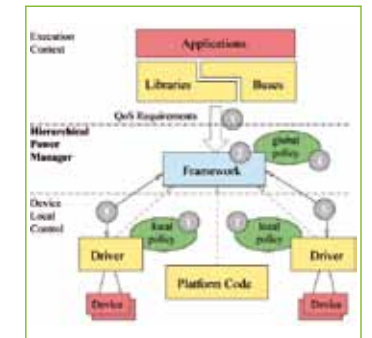 Execution
Context
Applications
Libraries
Buses
QoS Requirements
Hierarchical
Power
Manager
global
policy
Framework
Device
Local
Control
local
policy
local
policy
Driver
Driver
Platform Code
Device
Device